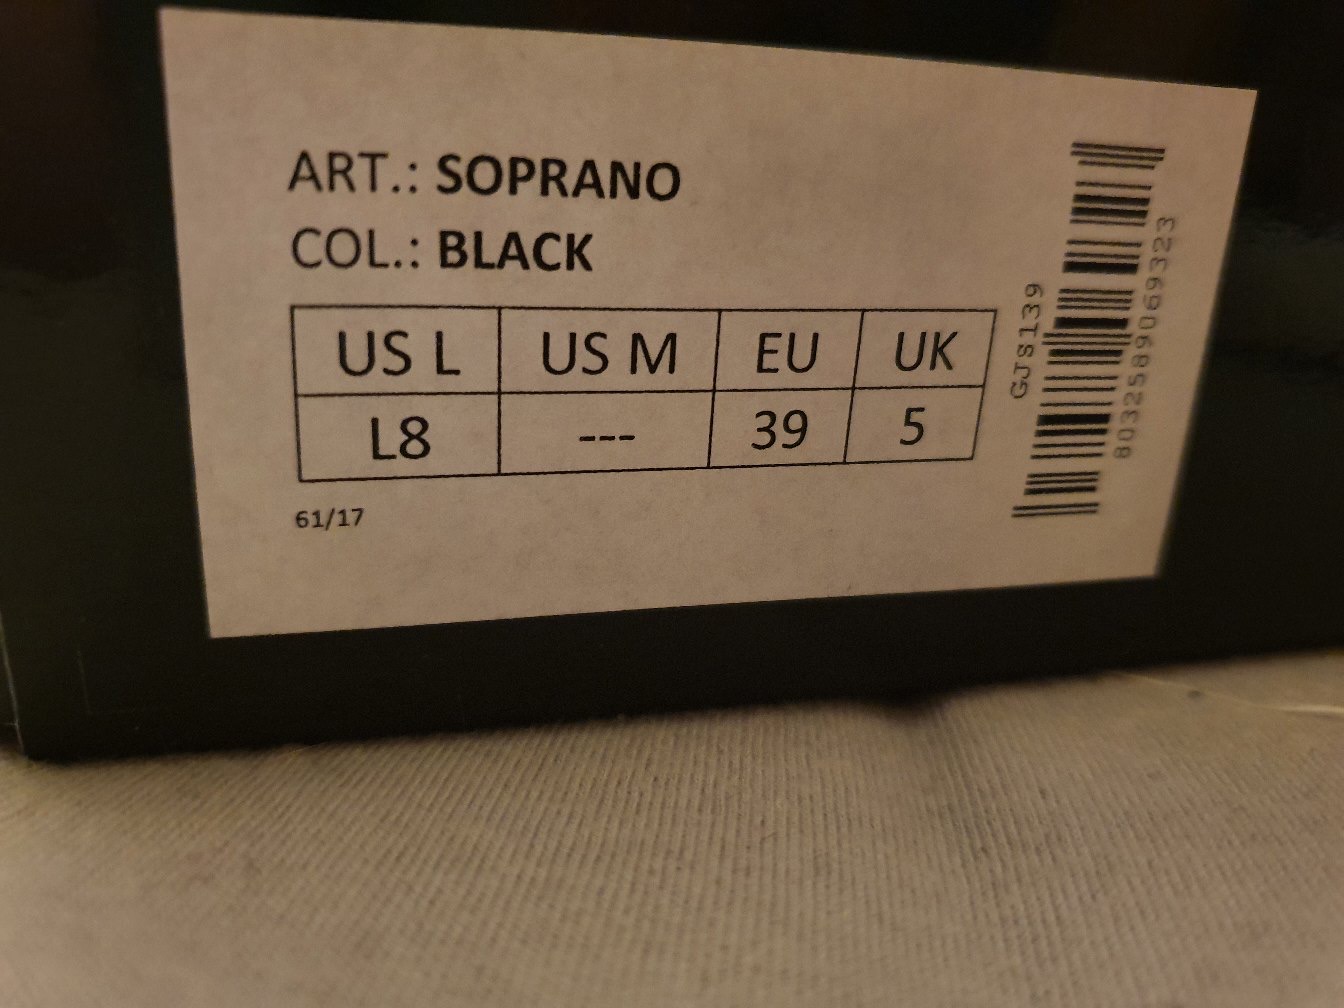 ART.: SOPRANO
COL.: BLACK
US L US M EU UK
L8 --- 39 5
61/17
GJS139
8032589069323